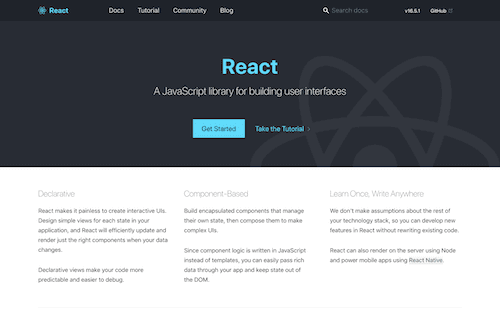 React
Docs
Tutorial
Community
Blog
Search docs
v16.5.1
GitHub
React
A JavaScript library for building user interfaces
Get Started
Take the Tutorial
Declarative
React makes it painless to create interactive UIs.
Design simple views for each state in your
application, and React will efficiently update and
render just the right components when your data
changes.
Declarative views make your code more
predictable and easier to debug.
Component-Based
Build encapsulated components that manage
their own state, then compose them to make
complex UIs.
Since component logic is written in JavaScript
instead of templates, you can easily pass rich
data through your app and keep state out of
the DOM.
Learn Once, Write Anywhere
We don't make assumptions about the rest of
your technology stack, so you can develop new
features in React without rewriting existing code.
React can also render on the server using Node
and power mobile apps using React Native.